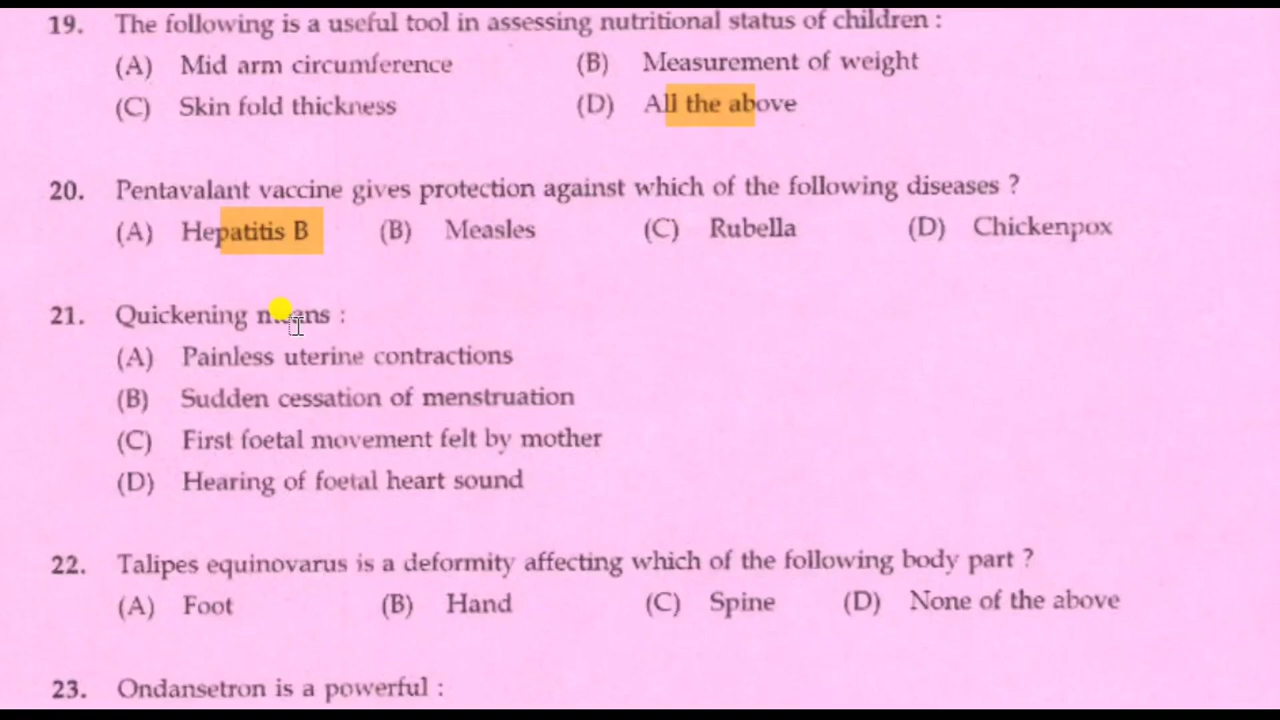 19. The following is a useful tool in assessing nutritional status of children :
(A) Mid arm circumference (B) Measurement of weight
(C) Skin fold thickness (D) All the above
20. Pentavalant vaccine gives protection against which of the following diseases ?
(A) Hepatitis B (B) Measles (C) Rubella (D) Chickenpox
21. Quickening means :
(A) Painless uterine contractions
(B) Sudden cessation of menstruation
(C) First foetal movement felt by mother
(D) Hearing of foetal heart sound
22. Talipes equinovarus is a deformity affecting which of the following body part ?
(A) Foot (B) Hand (C) Spine (D) None of the above
23. Ondansetron is a powerful :